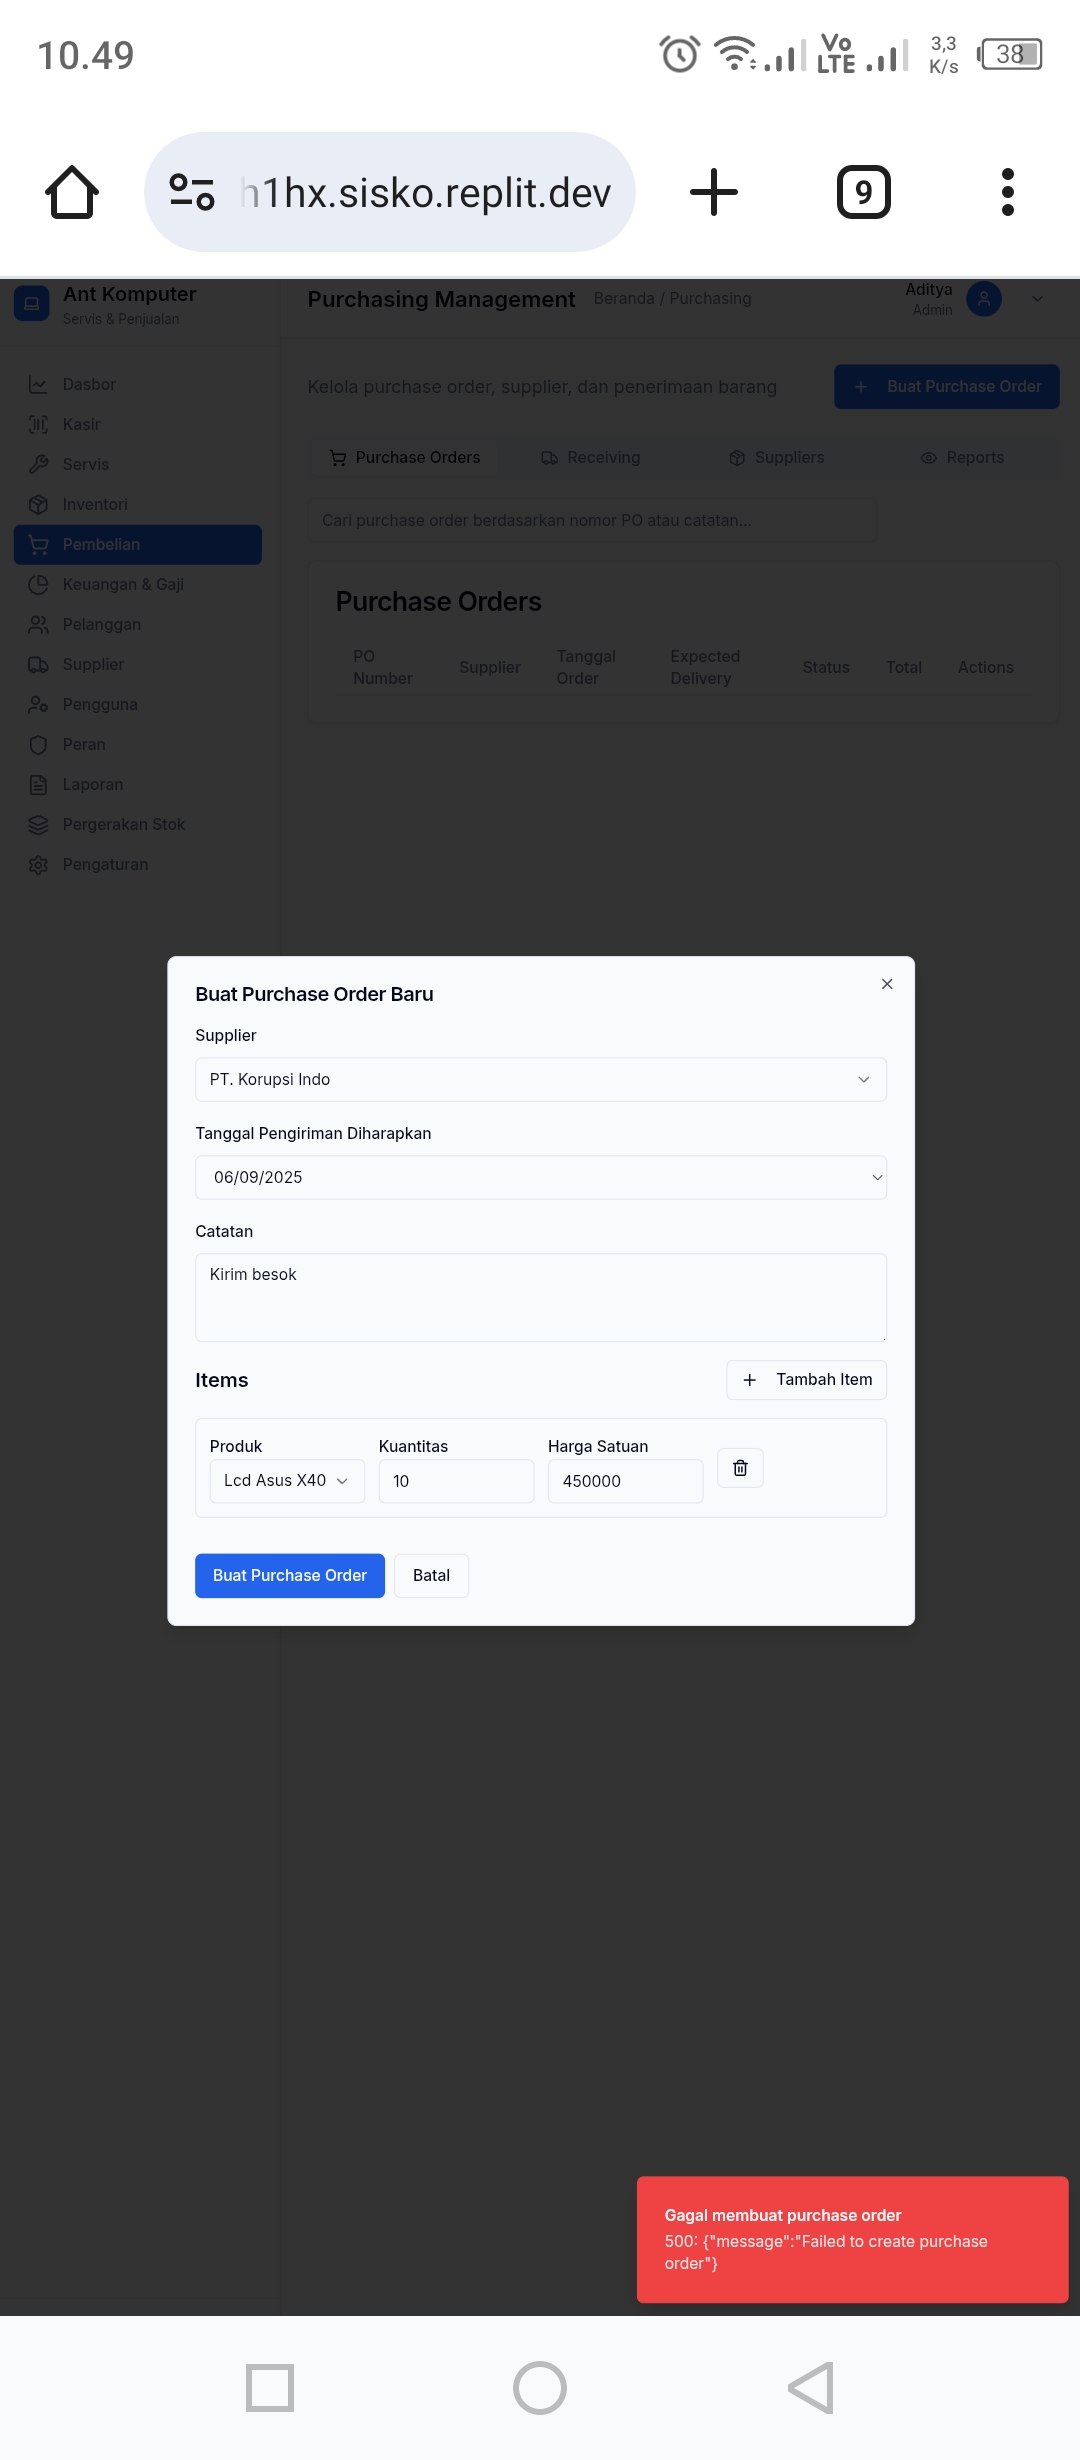 10.49
Vo
LTE
3,3
K/s
38
h1hx.sisko.replit.dev
9
Ant Komputer
Servis & Penjualan
Purchasing Management
Beranda / Purchasing
Aditya
Admin
Dasbor
Kasir
Servis
Inventori
Pembelian
Keuangan & Gaji
Pelanggan
Supplier
Pengguna
Peran
Laporan
Pergerakan Stok
Pengaturan
Kelola purchase order, supplier, dan penerimaan barang
Buat Purchase Order
Purchase Orders
Receiving
Suppliers
Reports
Cari purchase order berdasarkan nomor PO atau catatan...
Purchase Orders
PO
Number
Supplier
Tanggal
Order
Expected
Delivery
Status
Total
Actions
Buat Purchase Order Baru
Supplier
PT. Korupsi Indo
Tanggal Pengiriman Diharapkan
06/09/2025
Catatan
Kirim besok
Items
Tambah Item
Produk
Kuantitas
Harga Satuan
Lcd Asus X40
10
450000
Buat Purchase Order
Batal
Gagal membuat purchase order
500: {"message":"Failed to create purchase
order"}